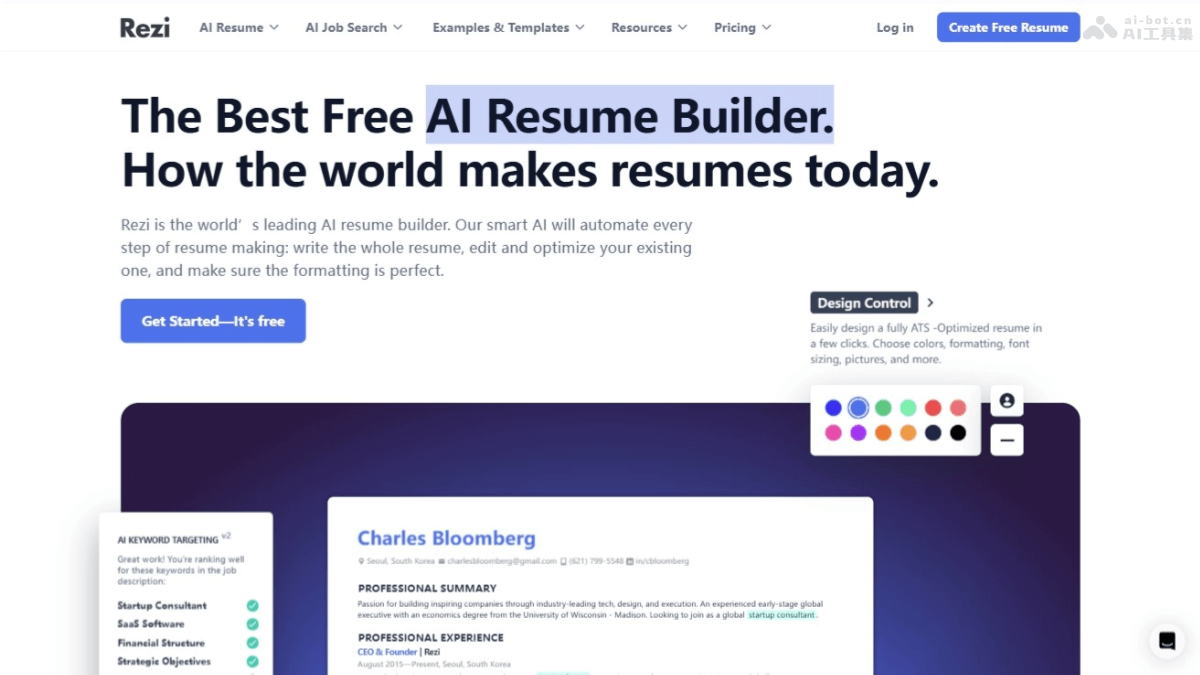 Rezi
AI Resume
AI Job Search
Examples & Templates
Resources
Pricing
Log in
Create Free Resume
ai-bot.cn
AI工具集
The Best Free AI Resume Builder.
How the world makes resumes today.
Rezi is the world’s leading AI resume builder. Our smart AI will automate every
step of resume making: write the whole resume, edit and optimize your existing
one, and make sure the formatting is perfect.
Get Started—It's free
Design Control
Easily design a fully ATS -Optimized resume in
a few clicks. Choose colors, formatting, font
sizing, pictures, and more.
AI KEYWORD TARGETING v2
Great work! You're ranking well
for these keywords in the job
description:
Startup Consultant
SaaS Software
Financial Structure
Strategic Objectives
Charles Bloomberg
Seoul, South Korea charlesbloomberg@gmail.com (621) 799-5548 in/cbloomberg
PROFESSIONAL SUMMARY
Passion for building inspiring companies through industry-leading tech, design, and execution. An experienced early-stage global
executive with an economics degree from the University of Wisconsin - Madison. Looking to join as a global startup consultant.
PROFESSIONAL EXPERIENCE
CEO & Founder | Rezi
August 2015—Present, Seoul, South Korea